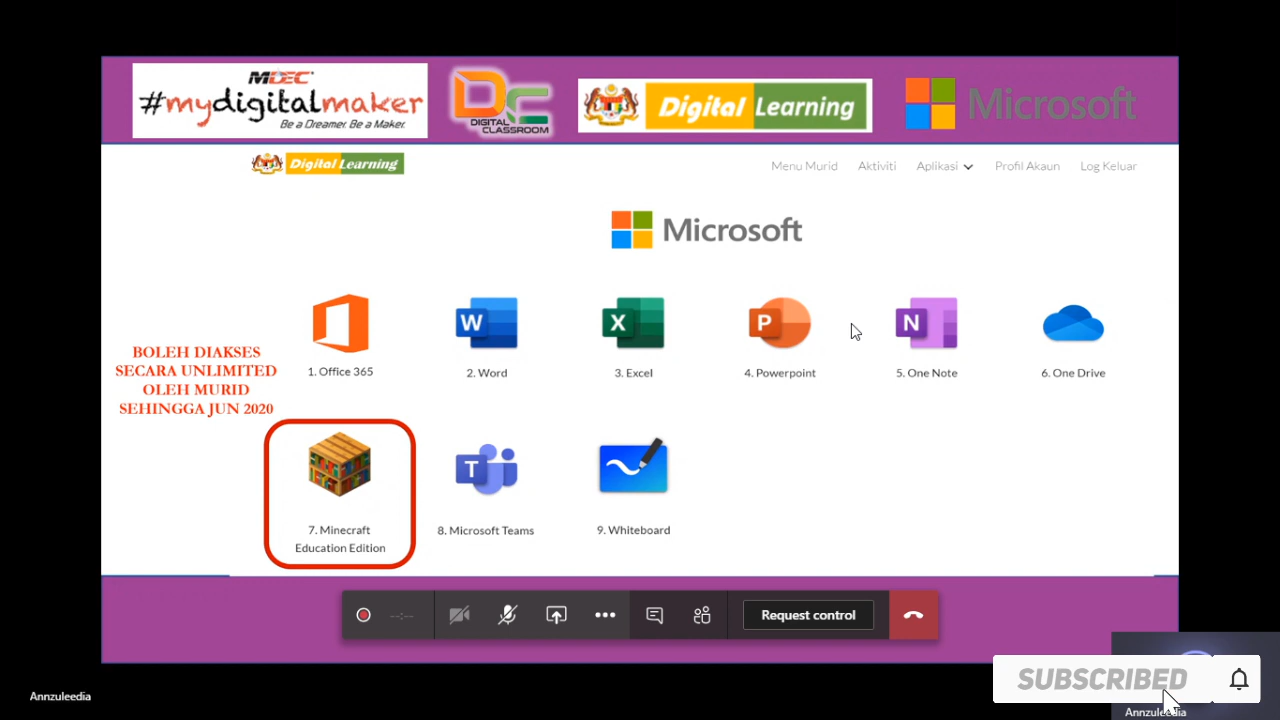 MDEC
#mydigitalmaker
Be a Dreamer. Be a Maker.
DC
DIGITAL
CLASSROOM
Digital Learning
Microsoft
Digital Learning
Menu Murid
Aktiviti
Aplikasi
Profil Akaun
Log Keluar
Microsoft
W
X
P
N
1. Office 365
2. Word
3. Excel
4. Powerpoint
5. One Note
6. One Drive
BOLEH DIAKSES
SECARA UNLIMITED
OLEH MURID
SEHINGGA JUN 2020
T
7. Minecraft
Education Edition
8. Microsoft Teams
9. Whiteboard
--:--
Request control
SUBSCRIBED
Annzuleedia
Annzuleedia